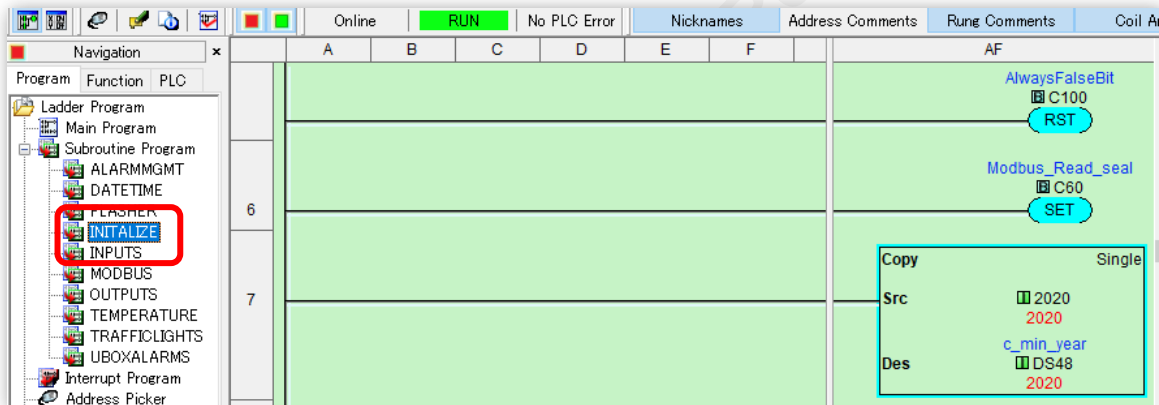 Online RUN No PLC Error Nicknames Address Comments Rung Comments Coil A
Navigation x
Program Function PLC
Ladder Program
Main Program
Subroutine Program
ALARMMGMT
DATETIME
FLASHER
INITALIZE
INPUTS
MODBUS
OUTPUTS
TEMPERATURE
TRAFFICLIGHTS
UBOXALARMS
Interrupt Program
Address Picker
A B C D E F AF
AlwaysFalseBit
B C100
RST
6
Modbus_Read_seal
B C60
SET
7
Copy Single
Src 2020
2020
c_min_year
Des DS48
2020